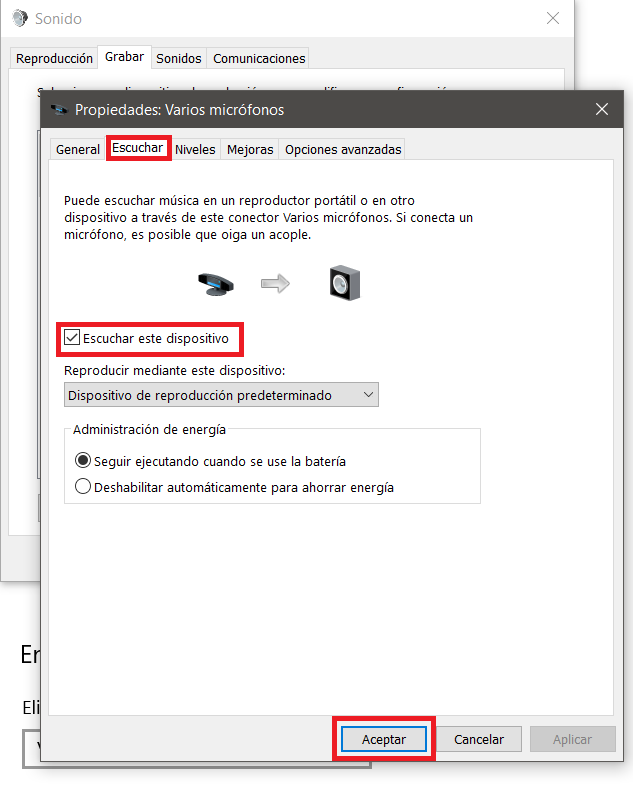 Sonido
Reproducción Grabar Sonidos Comunicaciones
Propiedades: Varios micrófonos
General Escuchar Niveles Mejoras Opciones avanzadas
Puede escuchar música en un reproductor portátil o en otro
dispositivo a través de este conector Varios micrófonos. Si conecta un
micrófono, es posible que oiga un acople.
Escuchar este dispositivo
Reproducir mediante este dispositivo:
Dispositivo de reproducción predeterminado
Administración de energía
Seguir ejecutando cuando se use la batería
Deshabilitar automáticamente para ahorrar energía
Aceptar Cancelar Aplicar